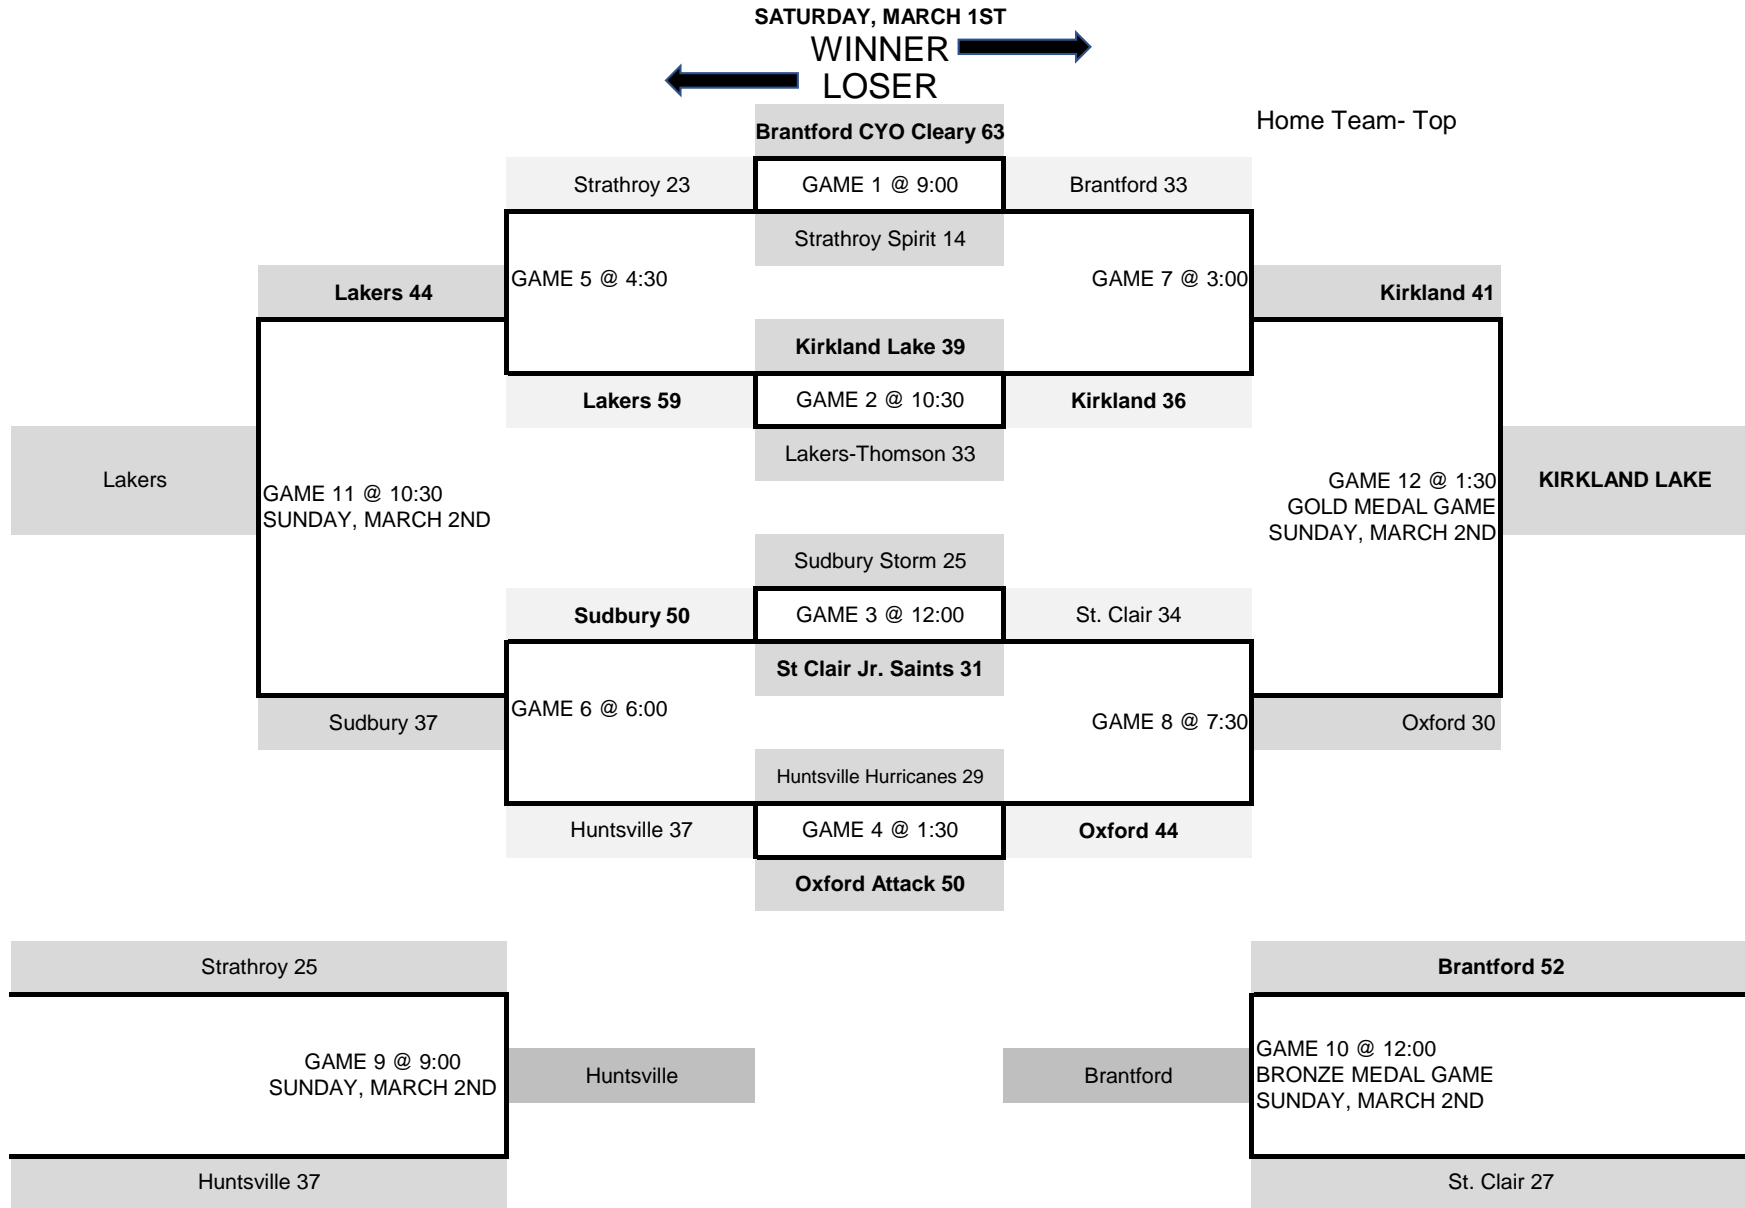 SATURDAY, MARCH 1ST
WINNER
LOSER
Home Team- Top
Brantford CYO Cleary 63
Strathroy 23
GAME 1 @ 9:00
Brantford 33
Strathroy Spirit 14
GAME 5 @ 4:30
GAME 7 @ 3:00
Lakers 44
Kirkland 41
Kirkland Lake 39
Lakers 59
GAME 2 @ 10:30
Kirkland 36
Lakers-Thomson 33
Lakers
GAME 11 @ 10:30
SUNDAY, MARCH 2ND
GAME 12 @ 1:30
GOLD MEDAL GAME
SUNDAY, MARCH 2ND
KIRKLAND LAKE
Sudbury Storm 25
Sudbury 50
GAME 3 @ 12:00
St. Clair 34
St Clair Jr. Saints 31
GAME 6 @ 6:00
GAME 8 @ 7:30
Sudbury 37
Oxford 30
Huntsville Hurricanes 29
Huntsville 37
GAME 4 @ 1:30
Oxford 44
Oxford Attack 50
Strathroy 25
Brantford 52
GAME 9 @ 9:00
SUNDAY, MARCH 2ND
Huntsville
Brantford
GAME 10 @ 12:00
BRONZE MEDAL GAME
SUNDAY, MARCH 2ND
Huntsville 37
St. Clair 27